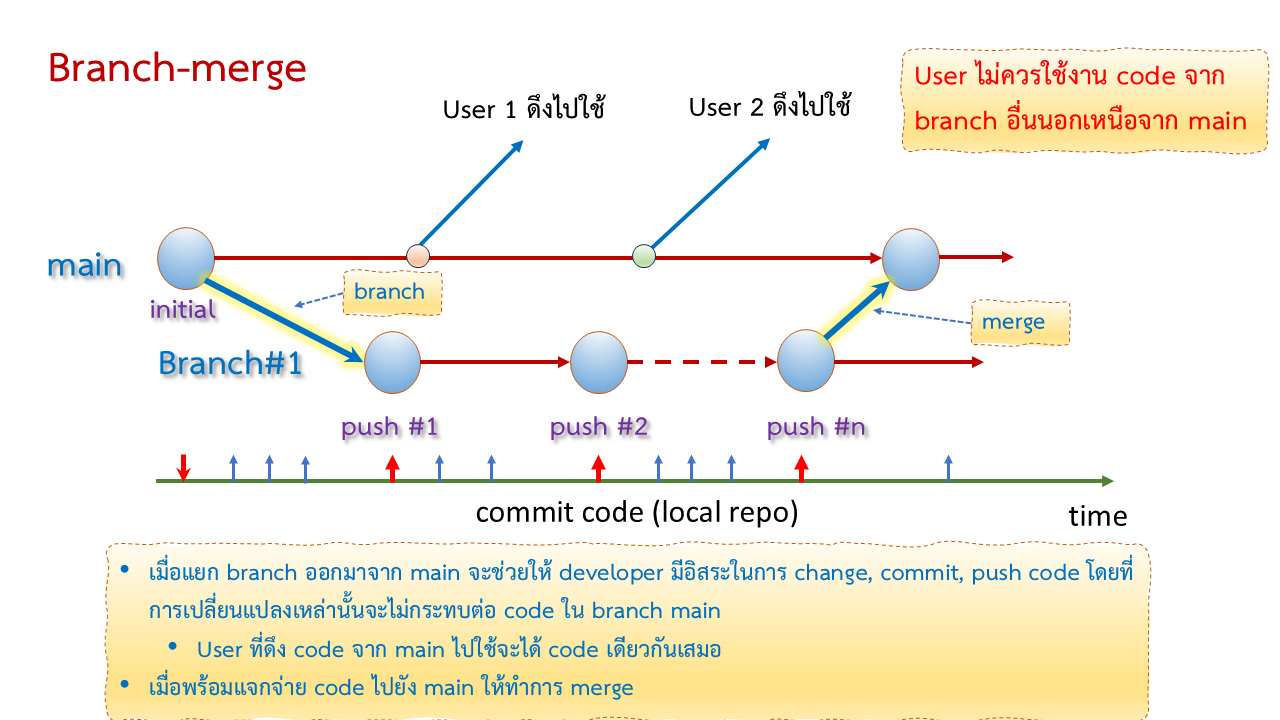 Branch-merge
User 1 ดึงไปใช้
User 2 ดึงไปใช้
User ไม่ควรใช้งาน code จาก
branch อื่นนอกเหนือจาก main
main
initial
branch
merge
Branch#1
push #1
push #2
push #n
commit code (local repo)
time
• เมื่อแยก branch ออกมาจาก main จะช่วยให้ developer มีอิสระในการ change, commit, push code โดยที่
การเปลี่ยนแปลงเหล่านั้นจะไม่กระทบต่อ code ใน branch main
• User ที่ดึง code จาก main ไปใช้จะได้ code เดียวกันเสมอ
• เมื่อพร้อมแจกจ่าย code ไปยัง main ให้ทำการ merge